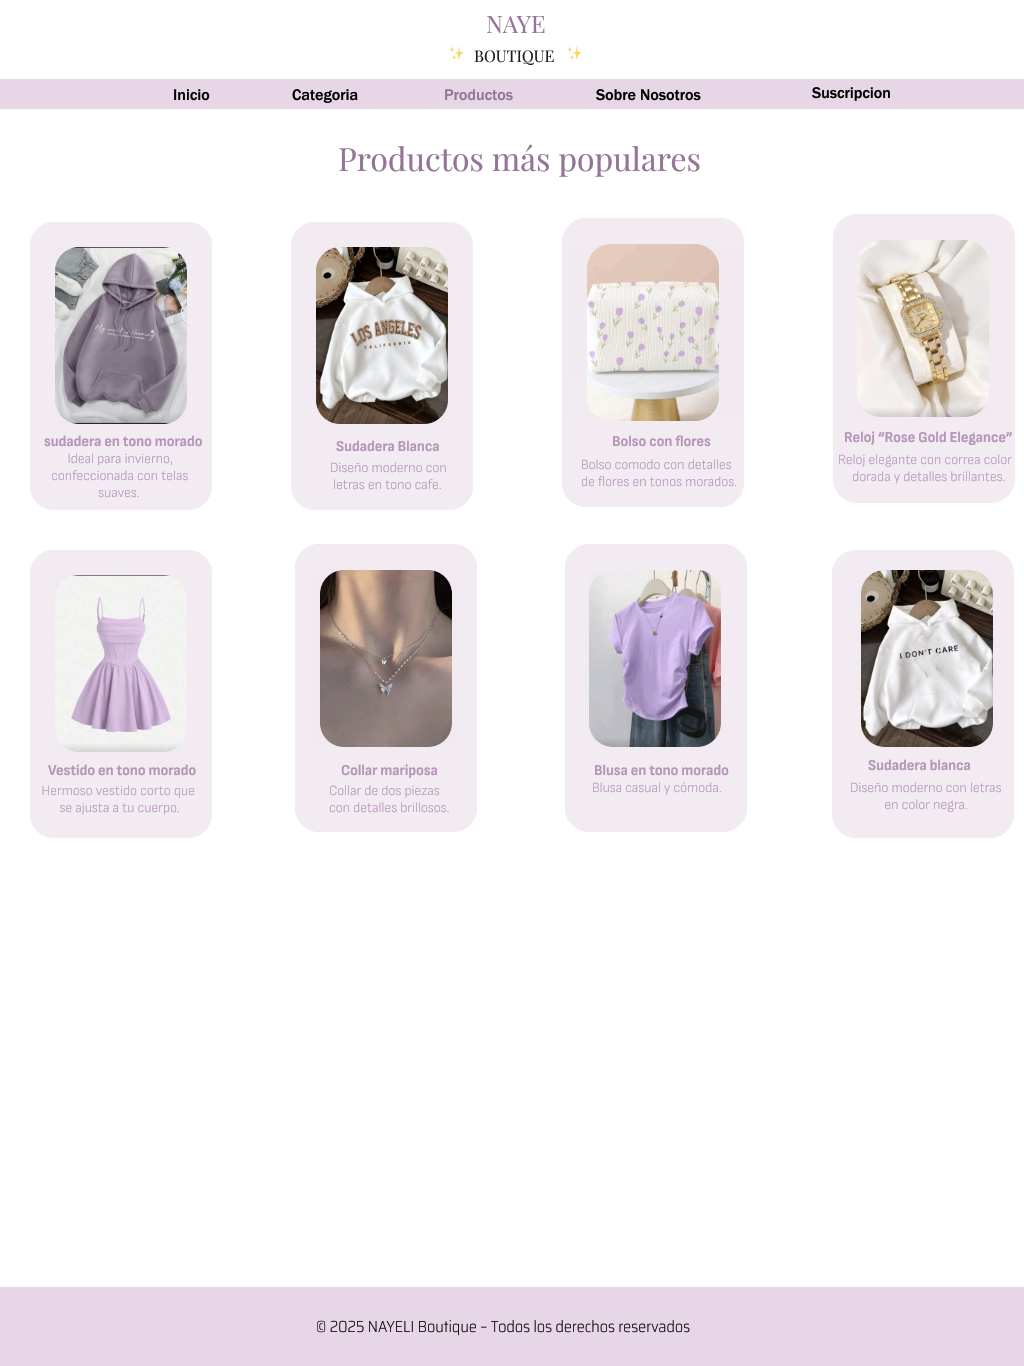 NAYE
✨ BOUTIQUE ✨
Inicio Categoria Productos Sobre Nosotros Suscripcion
Productos más populares
LOS ANGELES
CALIFORNIA
sudadera en tono morado
Ideal para invierno,
confeccionada con telas
suaves.
Sudadera Blanca
Diseño moderno con
letras en tono cafe.
Bolso con flores
Bolso comodo con detalles
de flores en tonos morados.
Reloj “Rose Gold Elegance”
Reloj elegante con correa color
dorada y detalles brillantes.
I DON'T CARE
Vestido en tono morado
Hermoso vestido corto que
se ajusta a tu cuerpo.
Collar mariposa
Collar de dos piezas
con detalles brillosos.
Blusa en tono morado
Blusa casual y cómoda.
Sudadera blanca
Diseño moderno con letras
en color negra.
© 2025 NAYELI Boutique – Todos los derechos reservados